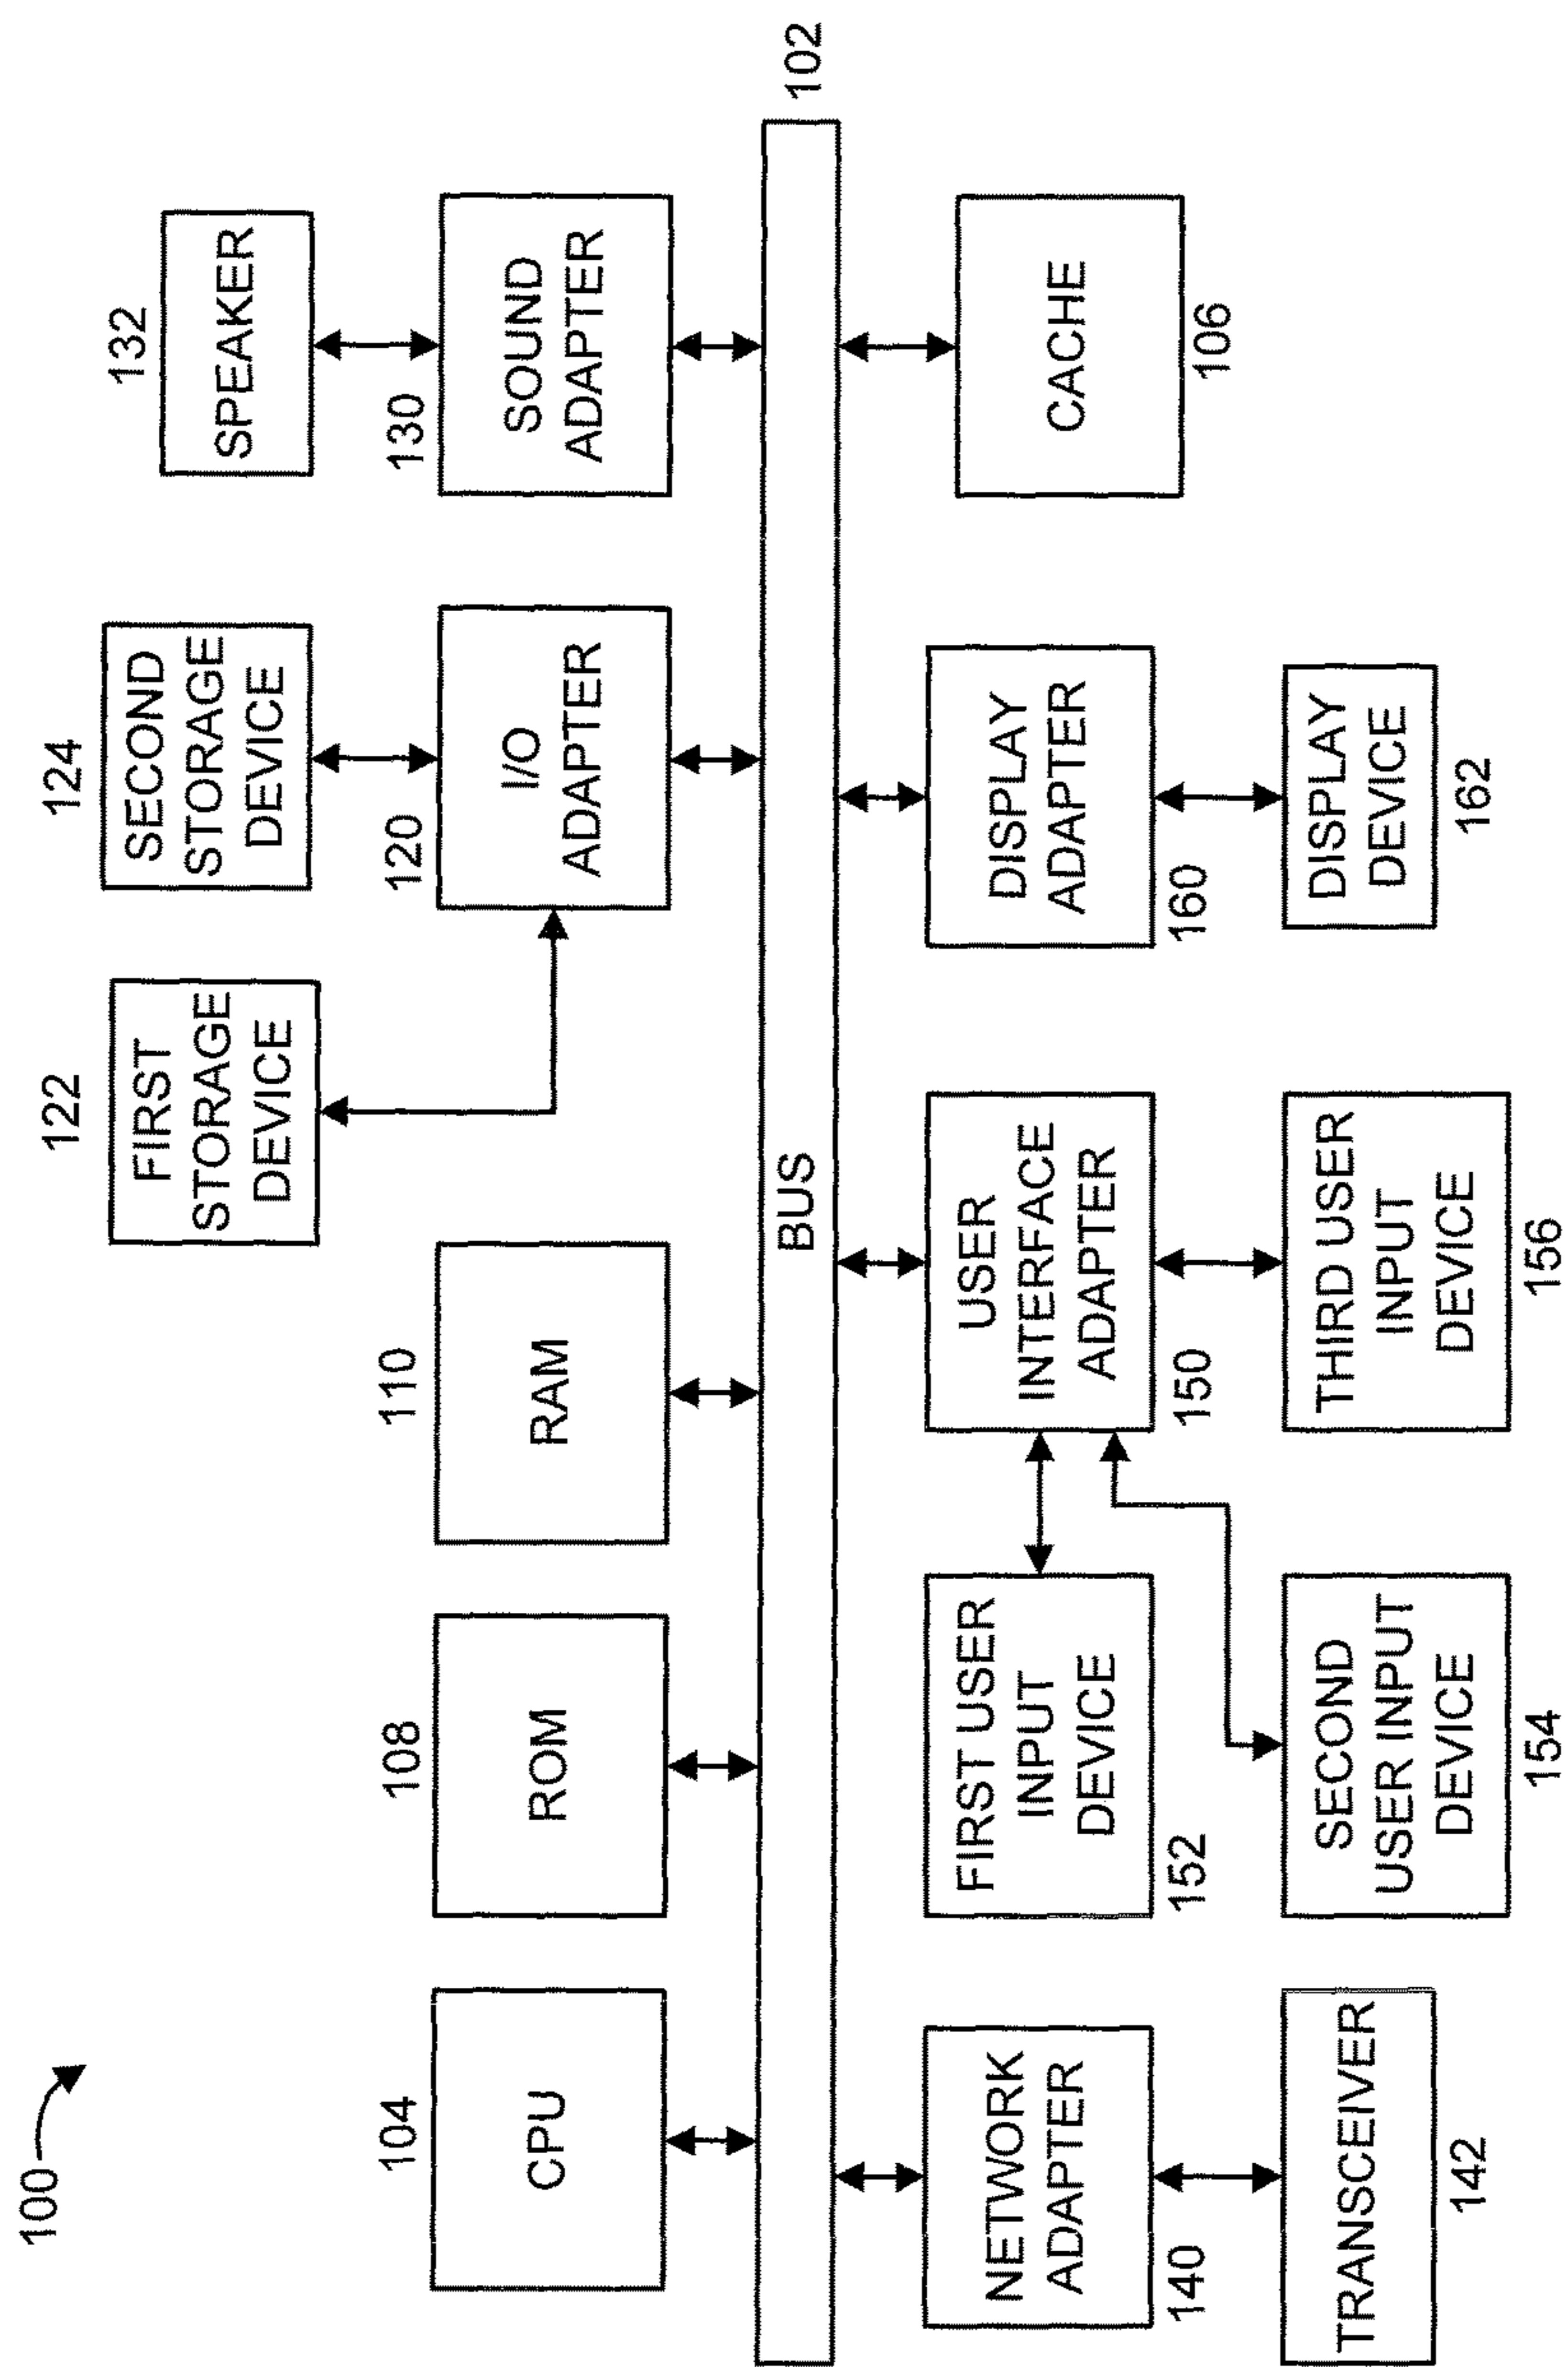 100
104
CPU
108
ROM
110
RAM
122
FIRST
STORAGE
DEVICE
124
SECOND
STORAGE
DEVICE
120
I/O
ADAPTER
132
SPEAKER
130
SOUND
ADAPTER
BUS
102
NETWORK
ADAPTER
140
TRANSCEIVER
142
FIRST USER
INPUT
DEVICE
152
SECOND
USER INPUT
DEVICE
154
USER
INTERFACE
ADAPTER
150
THIRD USER
INPUT
DEVICE
156
DISPLAY
ADAPTER
160
DISPLAY
DEVICE
162
CACHE
106